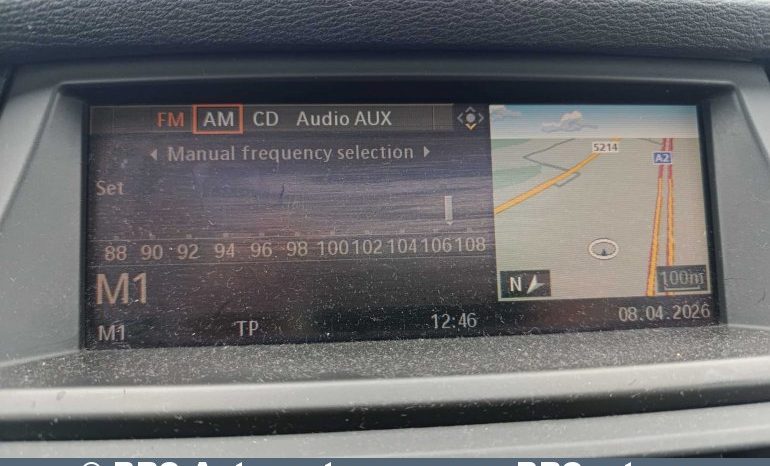 FM AM CD Audio AUX
Manual frequency selection
Set
88 90 92 94 96 98 100 102 104 106 108
M1
M1 TP 12:46
5214
A2
N
100m
08.04.2026